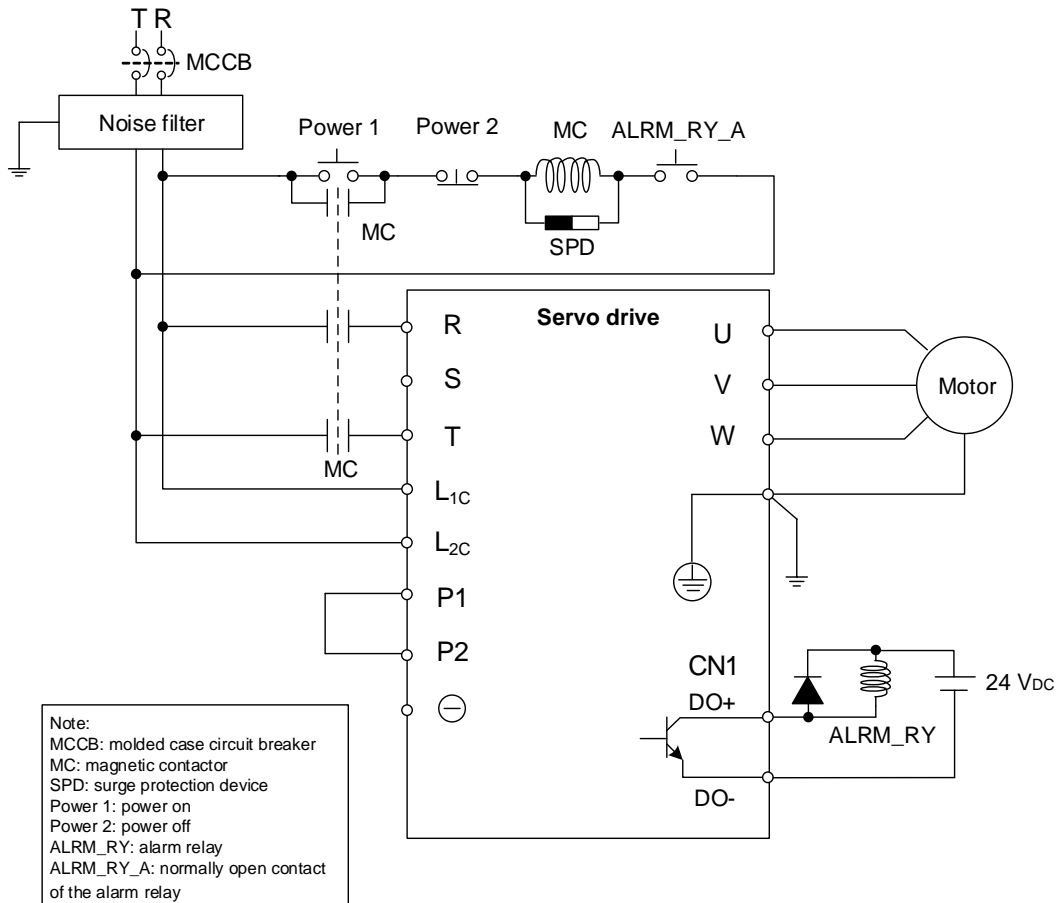 T R
MCCB
Noise filter
Power 1
Power 2
MC
ALRM_RY_A
MC
SPD
Servo drive
R
U
S
V
Motor
T
W
MC
L1C
L2C
P1
P2
CN1
24 VDC
DO+
ALRM_RY
DO-
Note:
MCCB: molded case circuit breaker
MC: magnetic contactor
SPD: surge protection device
Power 1: power on
Power 2: power off
ALRM_RY: alarm relay
ALRM_RY_A: normally open contact
of the alarm relay